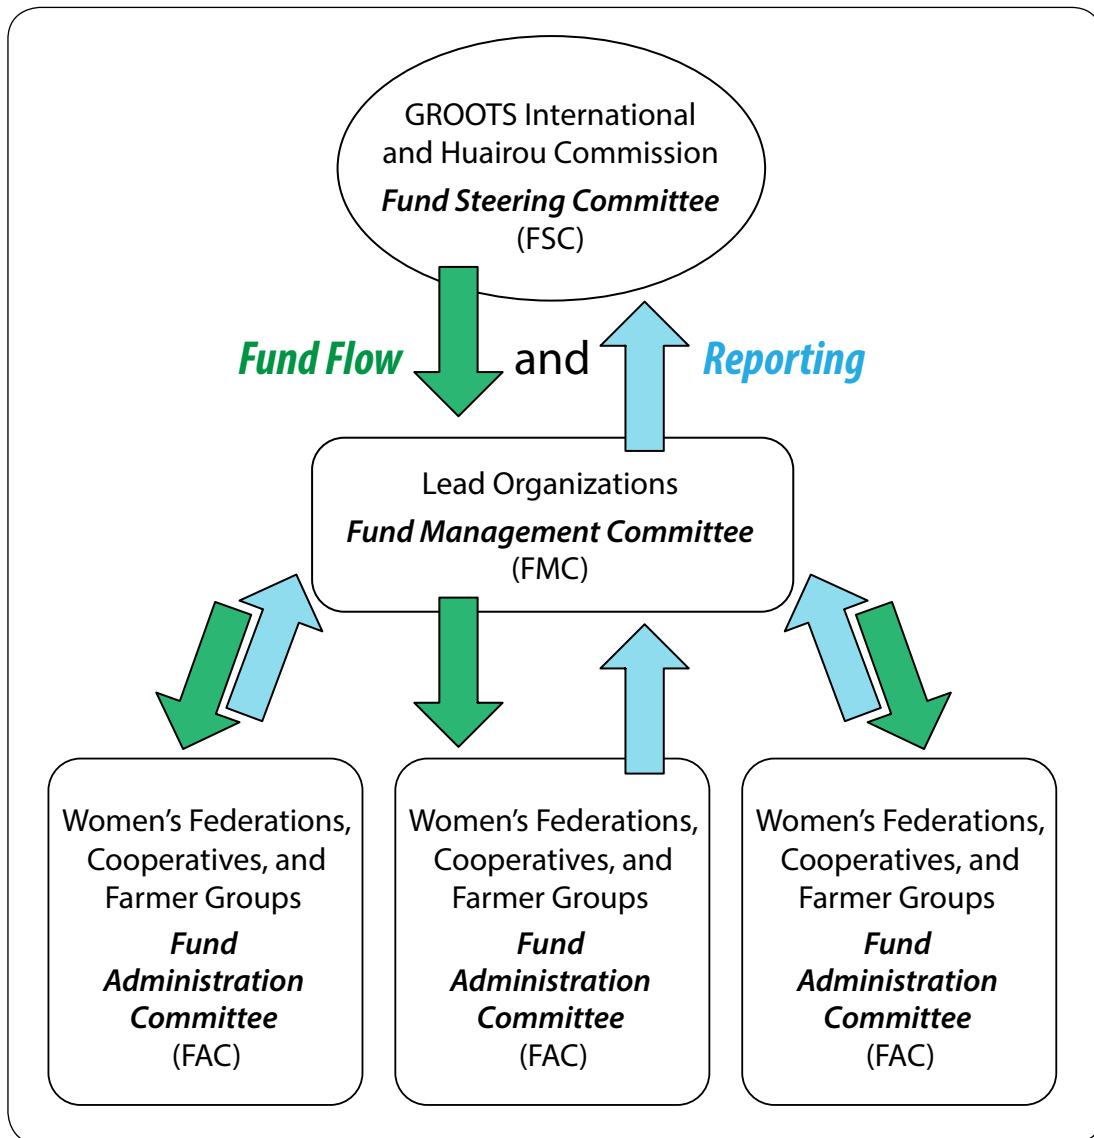 GROOTS International
and Huairou Commission
Fund Steering Committee
(FSC)
Fund Flow and Reporting
Lead Organizations
Fund Management Committee
(FMC)
Women’s Federations,
Cooperatives, and
Farmer Groups
Fund
Administration
Committee
(FAC)
Women’s Federations,
Cooperatives, and
Farmer Groups
Fund
Administration
Committee
(FAC)
Women’s Federations,
Cooperatives, and
Farmer Groups
Fund
Administration
Committee
(FAC)